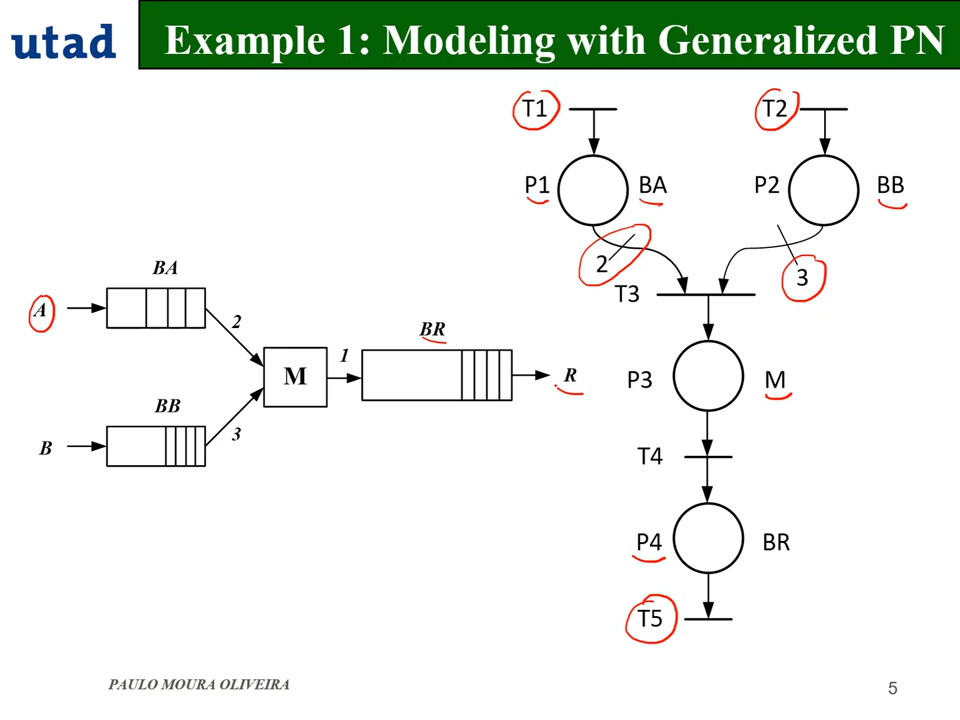 utad
Example 1: Modeling with Generalized PN
T1
T2
P1
BA
P2
BB
2
3
T3
P3
M
T4
P4
BR
T5
BA
A
2
BR
M
1
R
BB
B
3
PAULO MOURA OLIVEIRA
5